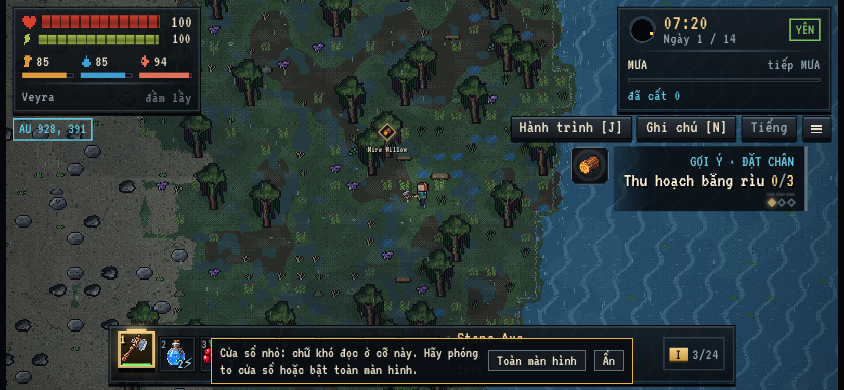 100
100
85
85
94
Veyra
đầm lầy
AU 928, 391
07:20
Ngày 1 / 14
YÊN
MƯA
tiếp MƯA
đã cất 0
Hành trình [J]
Ghi chú [N]
Tiếng
GỢI Ý · ĐẶT CHÂN
Thu hoạch bằng rìu 0/3
Mire Willow
1
2
2
3
Cửa sổ nhỏ: chữ khó đọc ở cỡ này. Hãy phóng
to cửa sổ hoặc bật toàn màn hình.
Toàn màn hình
Ẩn
I 3/24